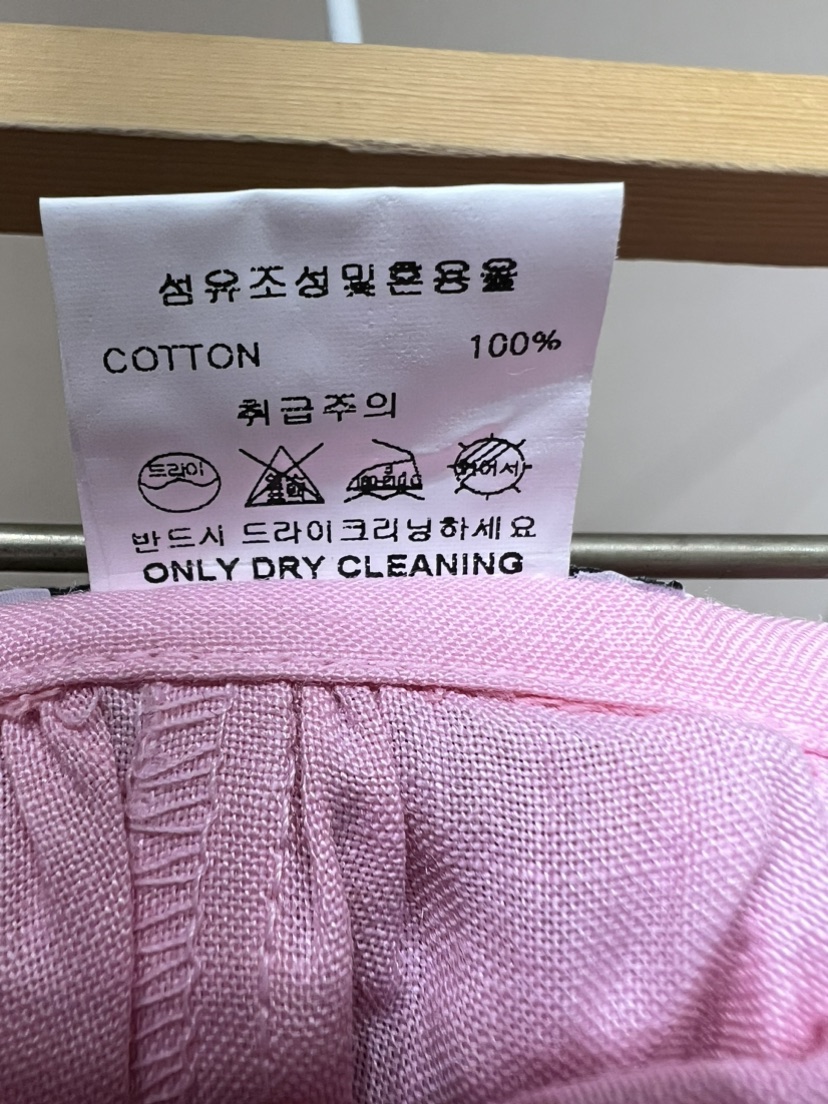 섬유조성및혼용율
COTTON 100%
취급주의
드라이
반드시 드라이크리닝하세요
ONLY DRY CLEANING